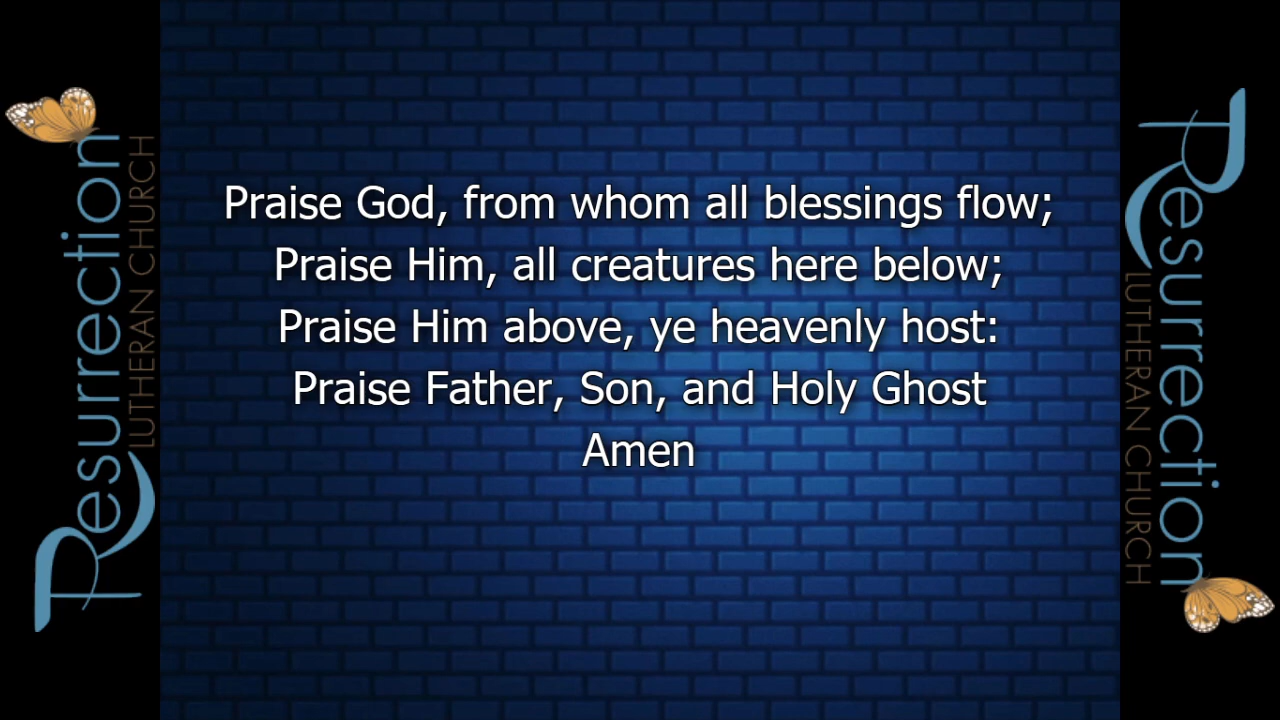 Resurrection
LUTHERAN CHURCH
Praise God, from whom all blessings flow;
Praise Him, all creatures here below;
Praise Him above, ye heavenly host:
Praise Father, Son, and Holy Ghost
Amen
Resurrection
LUTHERAN CHURCH